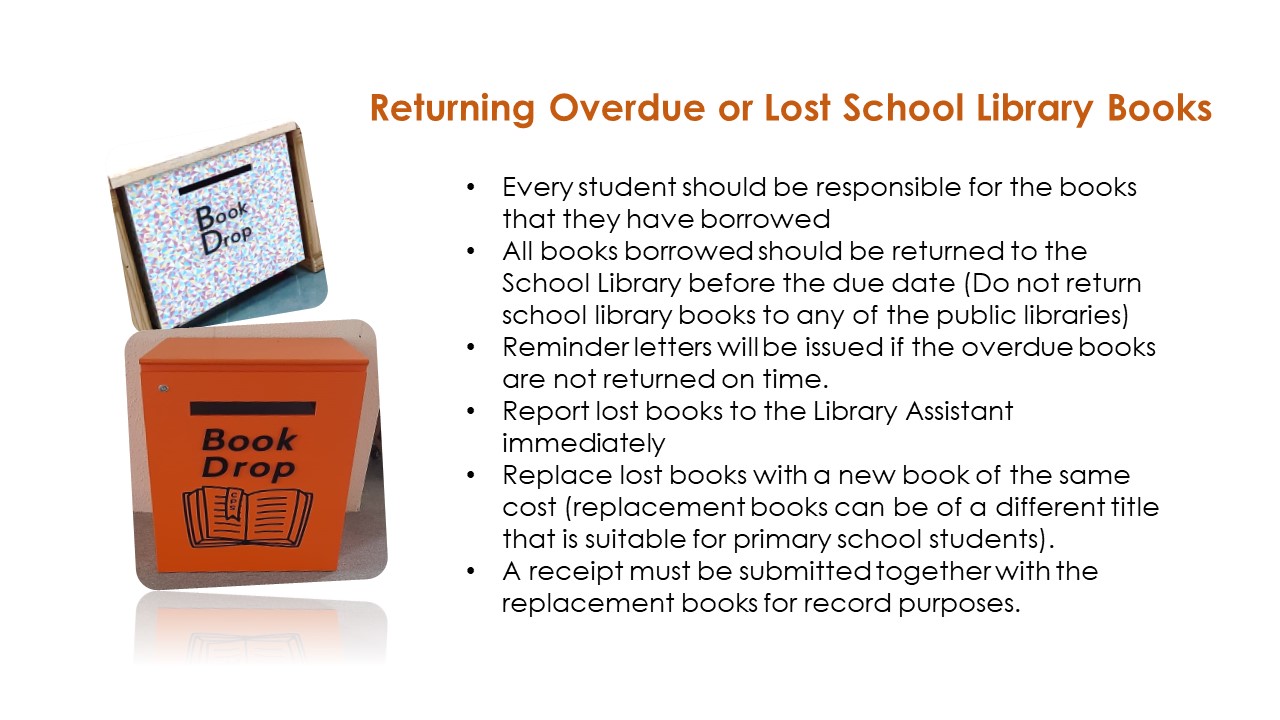 Returning Overdue or Lost School Library Books
Book
Drop
Book
Drop
• Every student should be responsible for the books
that they have borrowed
• All books borrowed should be returned to the
School Library before the due date (Do not return
school library books to any of the public libraries)
• Reminder letters will be issued if the overdue books
are not returned on time.
• Report lost books to the Library Assistant
immediately
• Replace lost books with a new book of the same
cost (replacement books can be of a different title
that is suitable for primary school students).
• A receipt must be submitted together with the
replacement books for record purposes.